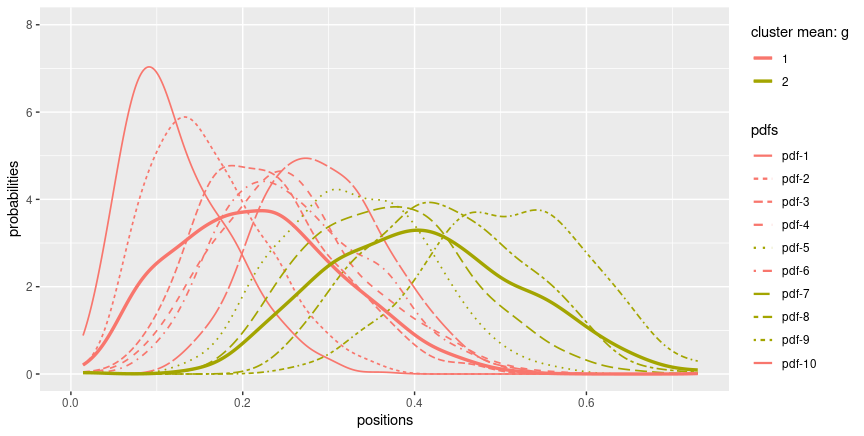 8
6
4
2
0
probabilities
0.0
0.2
0.4
0.6
positions
cluster mean: g
1
2
pdfs
pdf-1
pdf-2
pdf-3
pdf-4
pdf-5
pdf-6
pdf-7
pdf-8
pdf-9
pdf-10